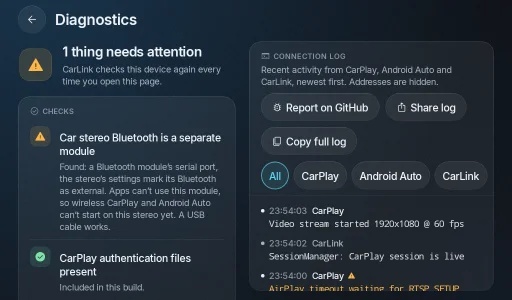 Diagnostics
1 thing needs attention
CarLink checks this device again every
time you open this page.
CHECKS
Car stereo Bluetooth is a separate
module
Found: a Bluetooth module's serial port,
the stereo's settings mark its Bluetooth
as external. Apps can't use this module,
so wireless CarPlay and Android Auto
can't start on this stereo yet. A USB
cable works.
CarPlay authentication files
present
Included in this build.
CONNECTION LOG
Recent activity from CarPlay, Android Auto and
CarLink, newest first. Addresses are hidden.
Report on GitHub
Share log
Copy full log
All
CarPlay
Android Auto
CarLink
23:54:03 CarPlay
Video stream started 1920x1080 @ 60 fps
23:54:02 CarLink
SessionManager: CarPlay session is live
23:54:00 CarPlay
AirPlay timeout waiting for RTSP SETUP